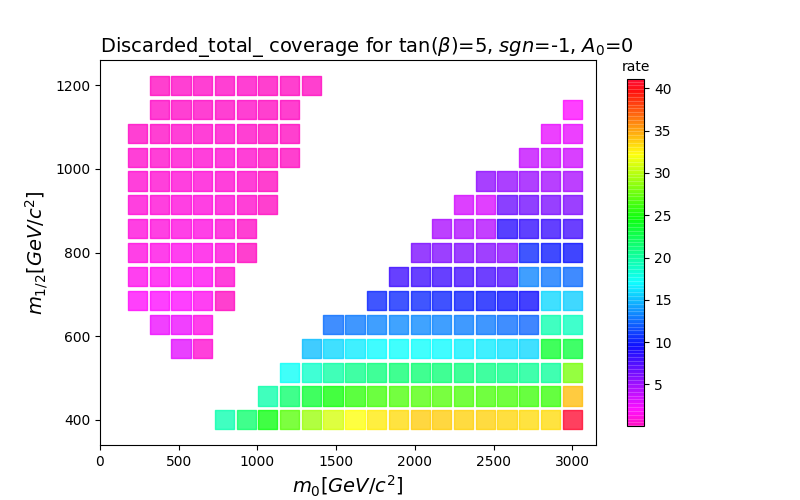 Discarded_total_ coverage for tan(β)=5, sgn=-1, A₀=0
rate
1200
1000
800
600
400
m₁/₂[GeV/c²]
0 500 1000 1500 2000 2500 3000
m₀[GeV/c²]
40
35
30
25
20
15
10
5